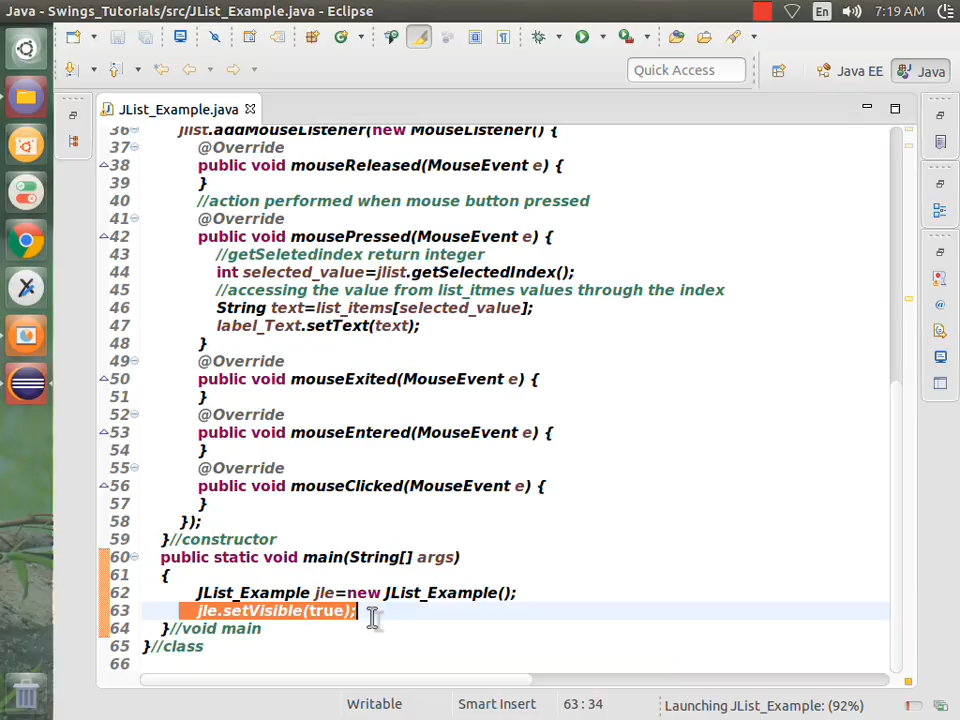 Java - Swings_Tutorials/src/JList_Example.java - Eclipse
En
7:19 AM
Quick Access
Java EE
Java
JList_Example.java
36 jlist.addMouseListener(new MouseListener() {
37 @Override
38 public void mouseReleased(MouseEvent e) {
39 }
40 //action performed when mouse button pressed
41 @Override
42 public void mousePressed(MouseEvent e) {
43 //getSeletedindex return integer
44 int selected_value=jlist.getSelectedIndex();
45 //accessing the value from list_itmes values through the index
46 String text=list_items[selected_value];
47 label_Text.setText(text);
48 }
49 @Override
50 public void mouseExited(MouseEvent e) {
51 }
52 @Override
53 public void mouseEntered(MouseEvent e) {
54 }
55 @Override
56 public void mouseClicked(MouseEvent e) {
57 }
58 });
59 }//constructor
60 public static void main(String[] args)
61 {
62 JList_Example jle=new JList_Example();
63 jle.setVisible(true);
64 }//void main
65 }//class
66
Writable
Smart Insert
63 : 34
Launching JList_Example: (92%)